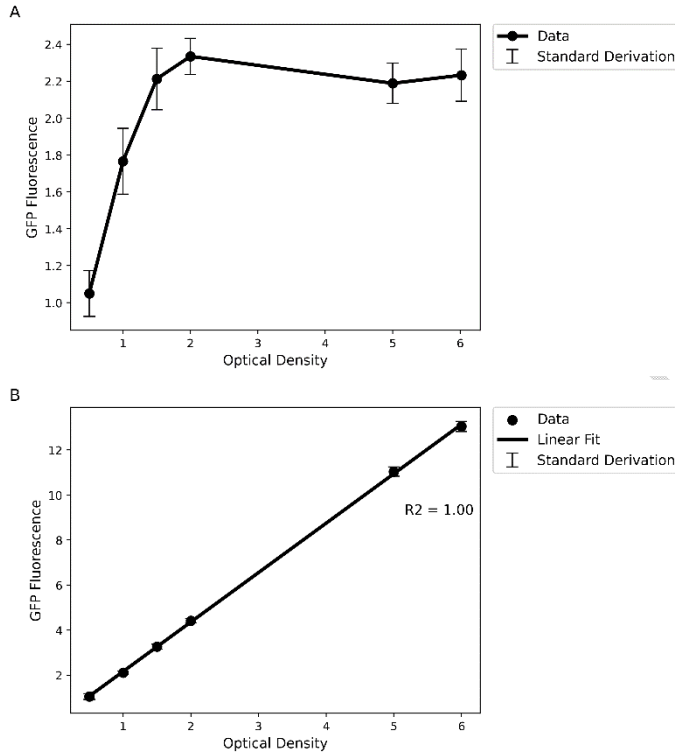 A
2.4
2.2
2.0
1.8
1.6
1.4
1.2
1.0
GFP Fluorescence
1 2 3 4 5 6
Optical Density
Data
Standard Derivation
B
12
10
8
6
4
2
GFP Fluorescence
1 2 3 4 5 6
Optical Density
R2 = 1.00
Data
Linear Fit
Standard Derivation